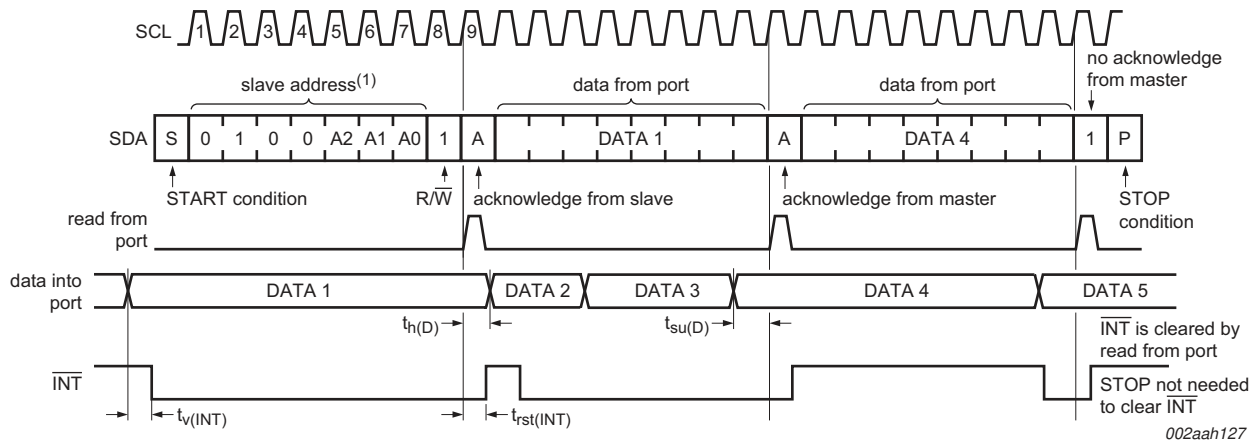 SCL 1 2 3 4 5 6 7 8 9
no acknowledge
from master
slave address(1) data from port data from port
SDA S 0 1 0 0 A2 A1 A0 1 A DATA 1 A DATA 4 1 P
START condition R/W̅ acknowledge from slave acknowledge from master STOP
condition
read from
port
data into
port DATA 1 DATA 2 DATA 3 DATA 4 DATA 5
th(D) tsu(D)
I̅N̅T̅ is cleared by
read from port
I̅N̅T̅
STOP not needed
to clear I̅N̅T̅
tv(INT) trst(INT)
002aah127